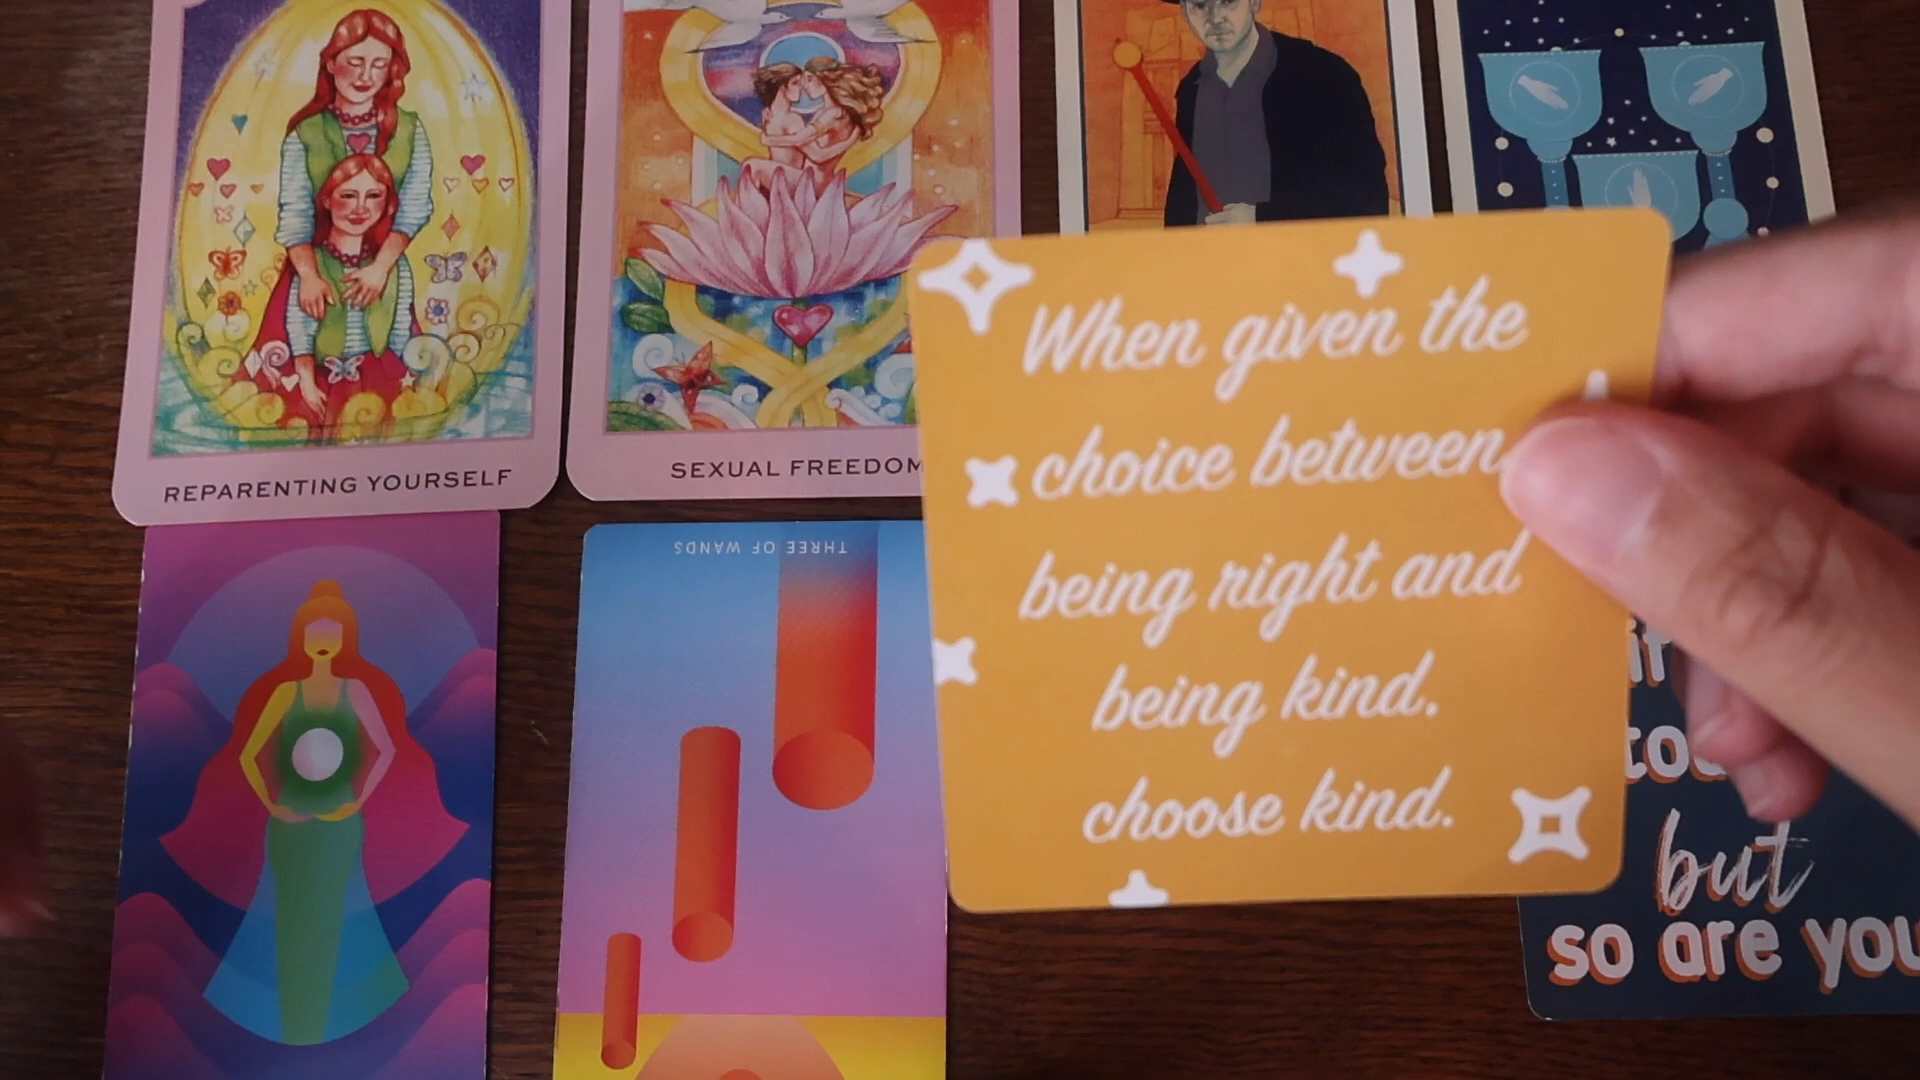 REPARENTING YOURSELF
SEXUAL FREEDOM
THREE OF WANDS
When given the
choice between
being right and
being kind.
choose kind.
but
so are you